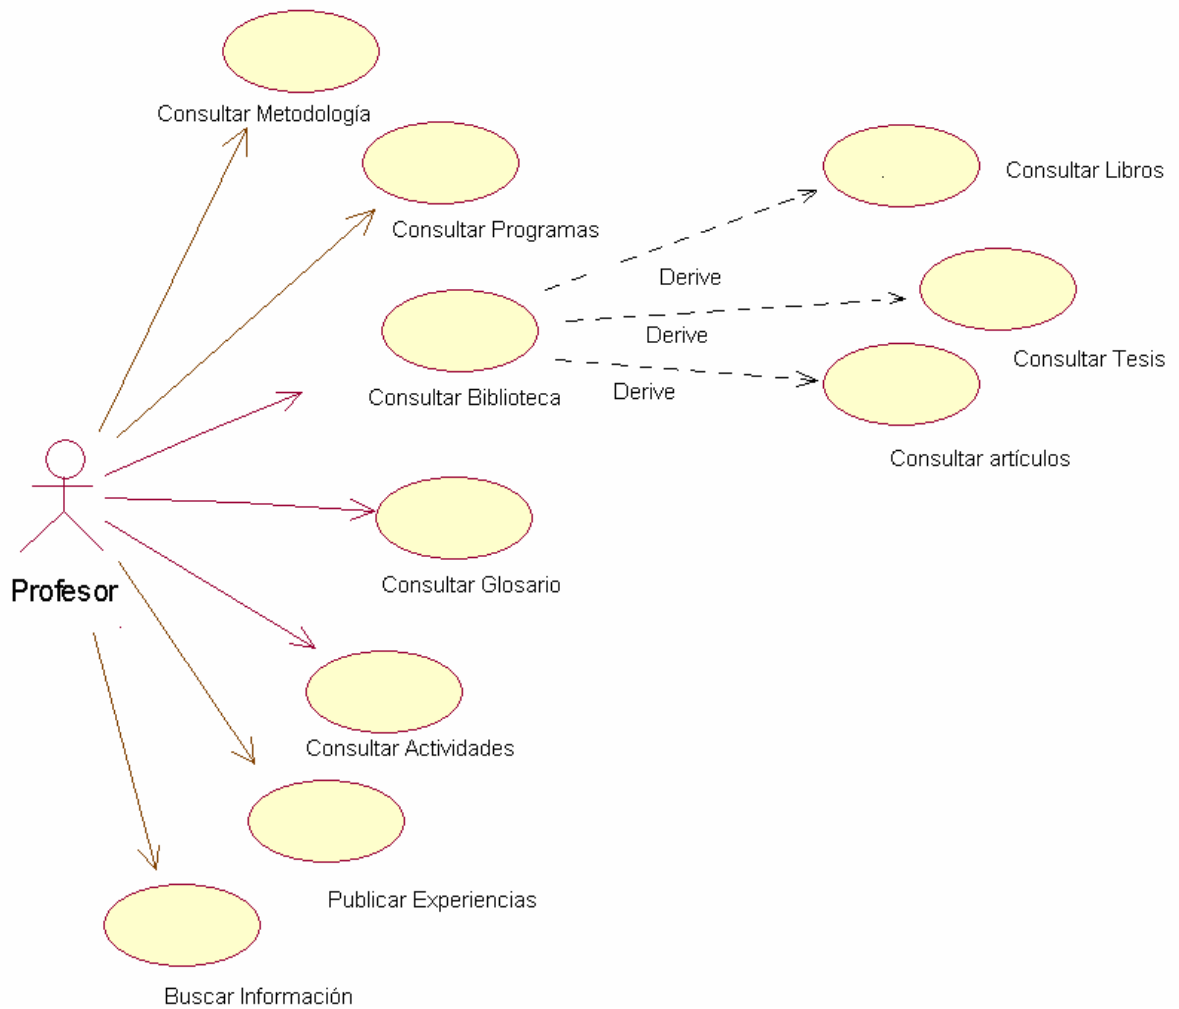 Consultar Metodología
Consultar Programas
Consultar Libros
Derive
Consultar Tesis
Derive
Consultar Biblioteca
Derive
Consultar artículos
Profesor
Consultar Glosario
Consultar Actividades
Publicar Experiencias
Buscar Información